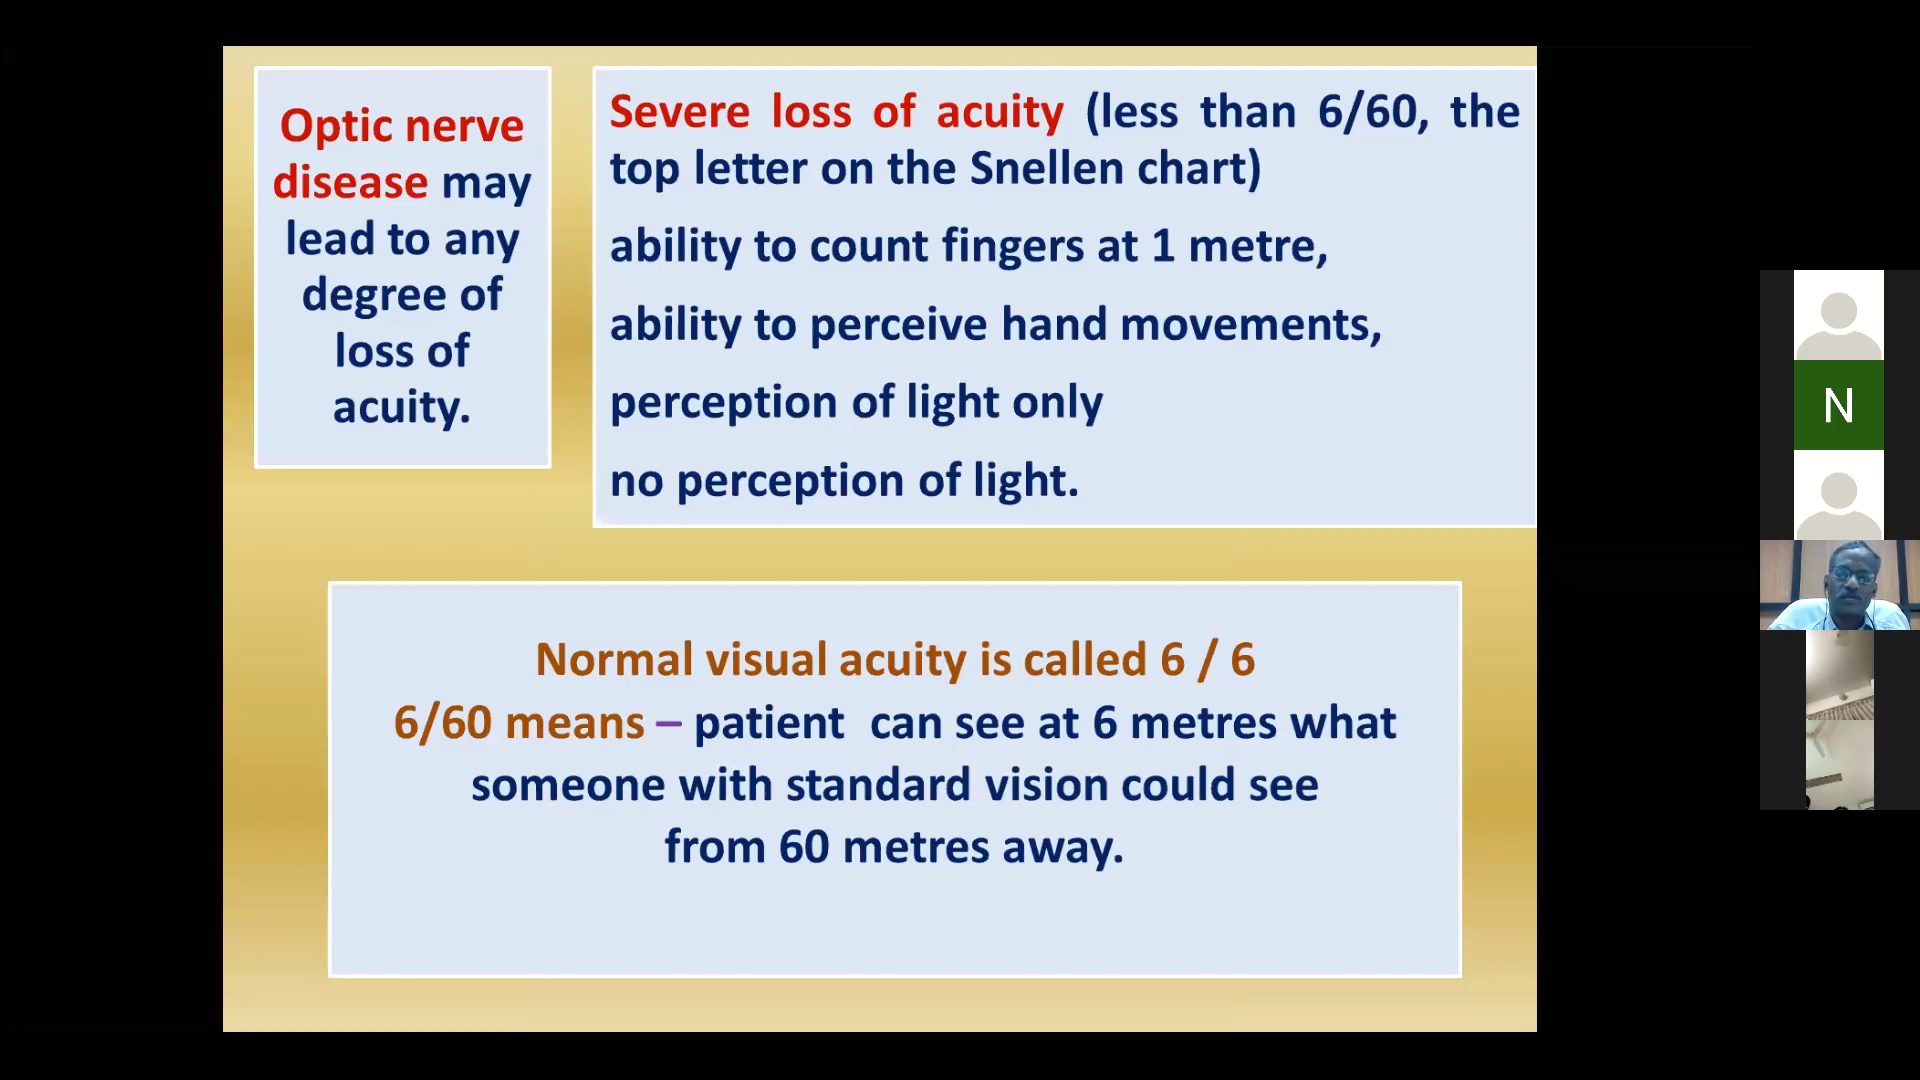 Optic nerve
disease may
lead to any
degree of
loss of
acuity.
Severe loss of acuity (less than 6/60, the
top letter on the Snellen chart)
ability to count fingers at 1 metre,
ability to perceive hand movements,
perception of light only
no perception of light.
Normal visual acuity is called 6 / 6
6/60 means – patient can see at 6 metres what
someone with standard vision could see
from 60 metres away.
N